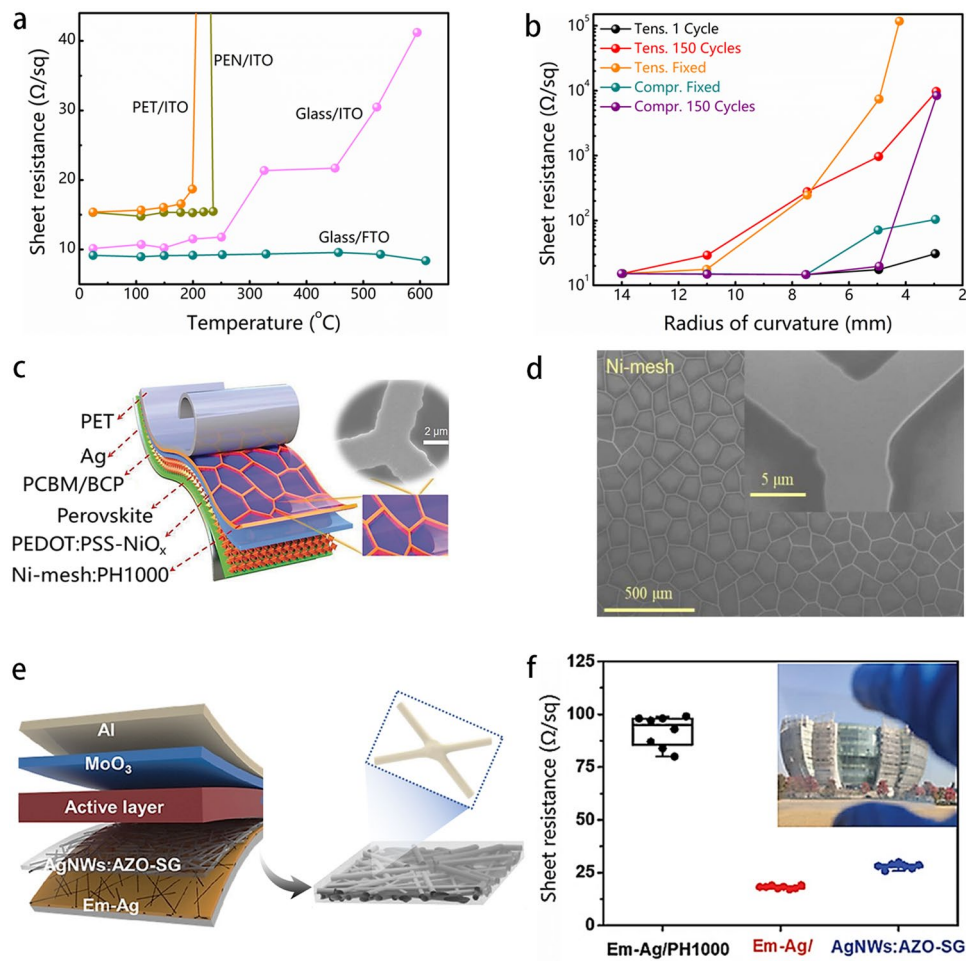 a
Sheet resistance (Ω/sq)
40
30
20
10
PET/ITO
PEN/ITO
Glass/ITO
Glass/FTO
0 100 200 300 400 500 600
Temperature (°C)
b
Sheet resistance (Ω/sq)
10⁵
10⁴
10³
10²
10¹
Tens. 1 Cycle
Tens. 150 Cycles
Tens. Fixed
Compr. Fixed
Compr. 150 Cycles
14 12 10 8 6 4 2
Radius of curvature (mm)
c
PET
Ag
PCBM/BCP
Perovskite
PEDOT:PSS-NiOₓ
Ni-mesh:PH1000
2 μm
d
Ni-mesh
5 μm
500 μm
e
Al
MoO₃
Active layer
AgNWs:AZO-SG
Em-Ag
f
Sheet resistance (Ω/sq)
125
100
75
50
25
0
Em-Ag/PH1000 Em-Ag/ AgNWs:AZO-SG